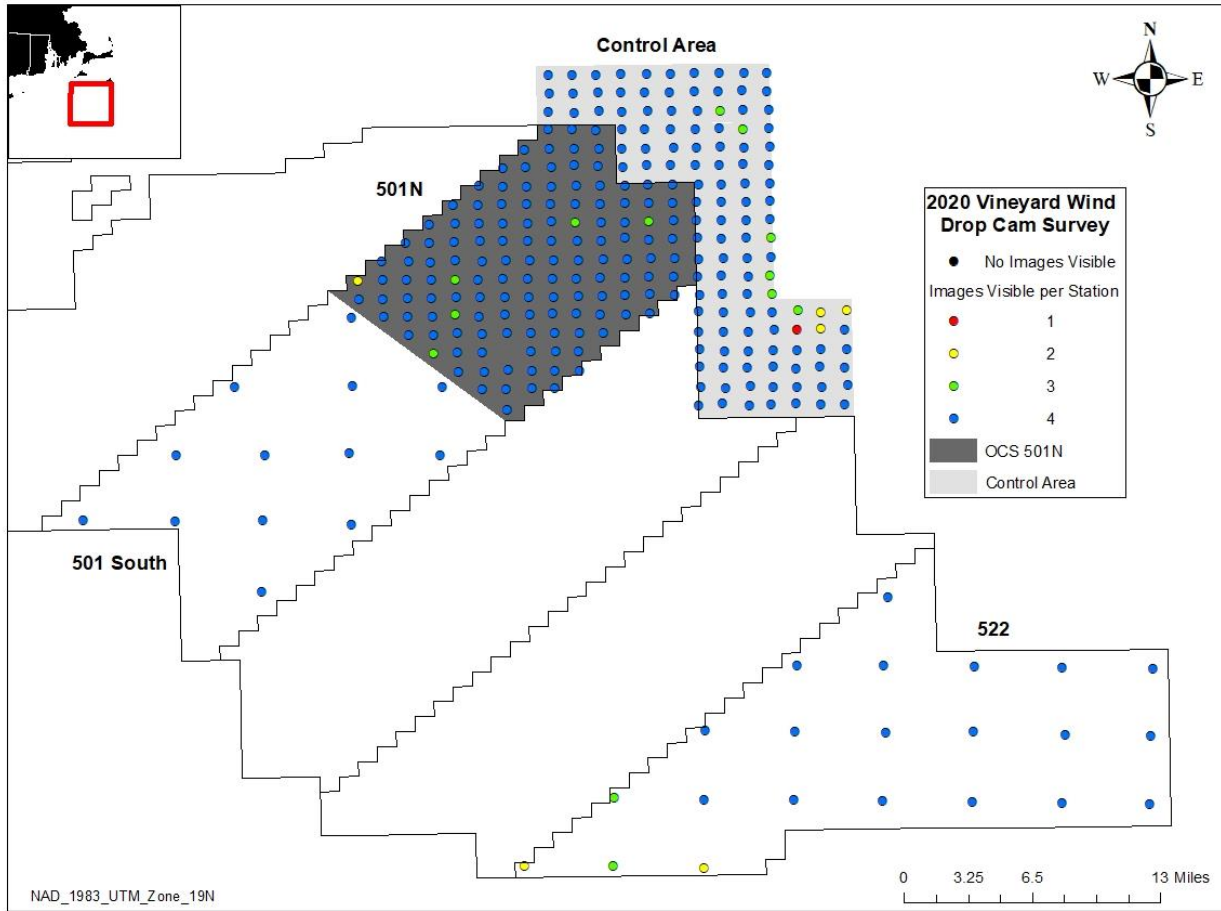 Control Area
N
W E
S
501N
2020 Vineyard Wind
Drop Cam Survey
No Images Visible
Images Visible per Station
1
2
3
4
OCS 501N
Control Area
501 South
522
0 3.25 6.5 13 Miles
NAD_1983_UTM_Zone_19N